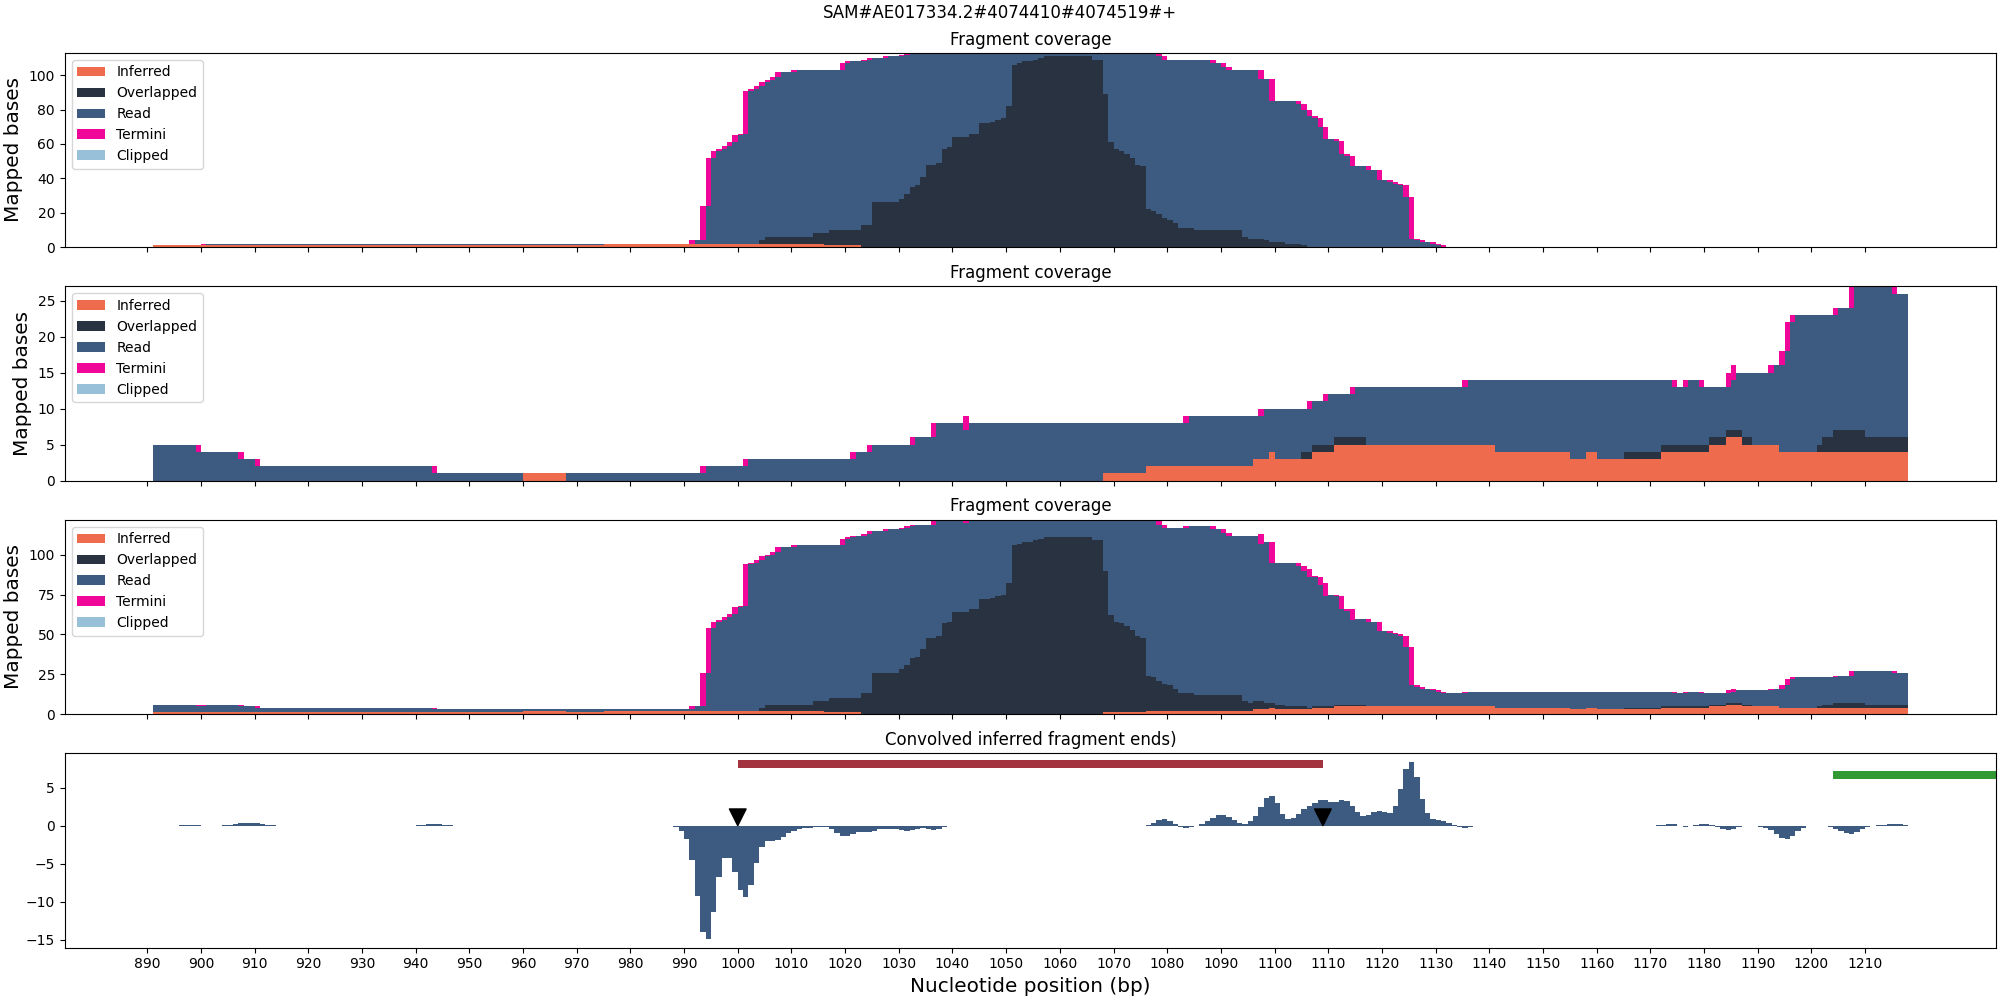 SAM#AE017334.2#4074410#4074519#+
Fragment coverage
Mapped bases
100
80
60
40
20
0
Inferred
Overlapped
Read
Termini
Clipped
Fragment coverage
Mapped bases
25
20
15
10
5
0
Inferred
Overlapped
Read
Termini
Clipped
Fragment coverage
Mapped bases
100
75
50
25
0
Inferred
Overlapped
Read
Termini
Clipped
Convolved inferred fragment ends)
5
0
−5
−10
−15
890 900 910 920 930 940 950 960 970 980 990 1000 1010 1020 1030 1040 1050 1060 1070 1080 1090 1100 1110 1120 1130 1140 1150 1160 1170 1180 1190 1200 1210
Nucleotide position (bp)